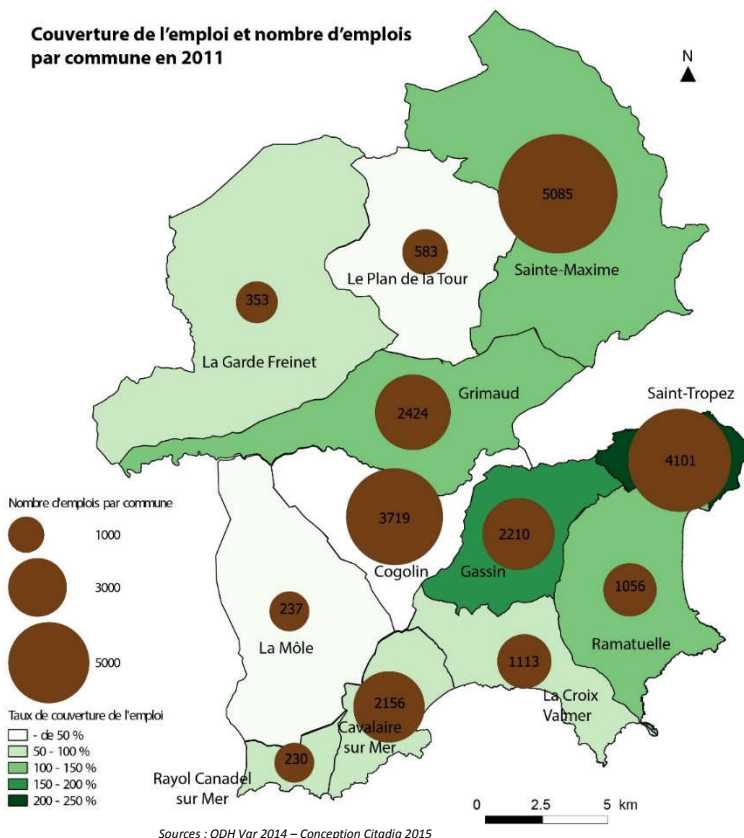 Couverture de l'emploi et nombre d'emplois
par commune en 2011
N
5085
Sainte-Maxime
583
Le Plan de la Tour
353
La Garde Freinet
Grimaud
2424
Saint-Tropez
4101
3719
Cogolin
2210
Gassin
1056
Ramatuelle
237
La Môle
1113
La Croix
Valmer
2156
Cavalaire
sur Mer
230
Rayol Canadel
sur Mer
Nombre d'emplois par commune
1000
3000
5000
Taux de couverture de l'emploi
- de 50 %
50 - 100 %
100 - 150 %
150 - 200 %
200 - 250 %
0 2.5 5 km
Sources : ODH Var 2014 – Conception Citadia 2015